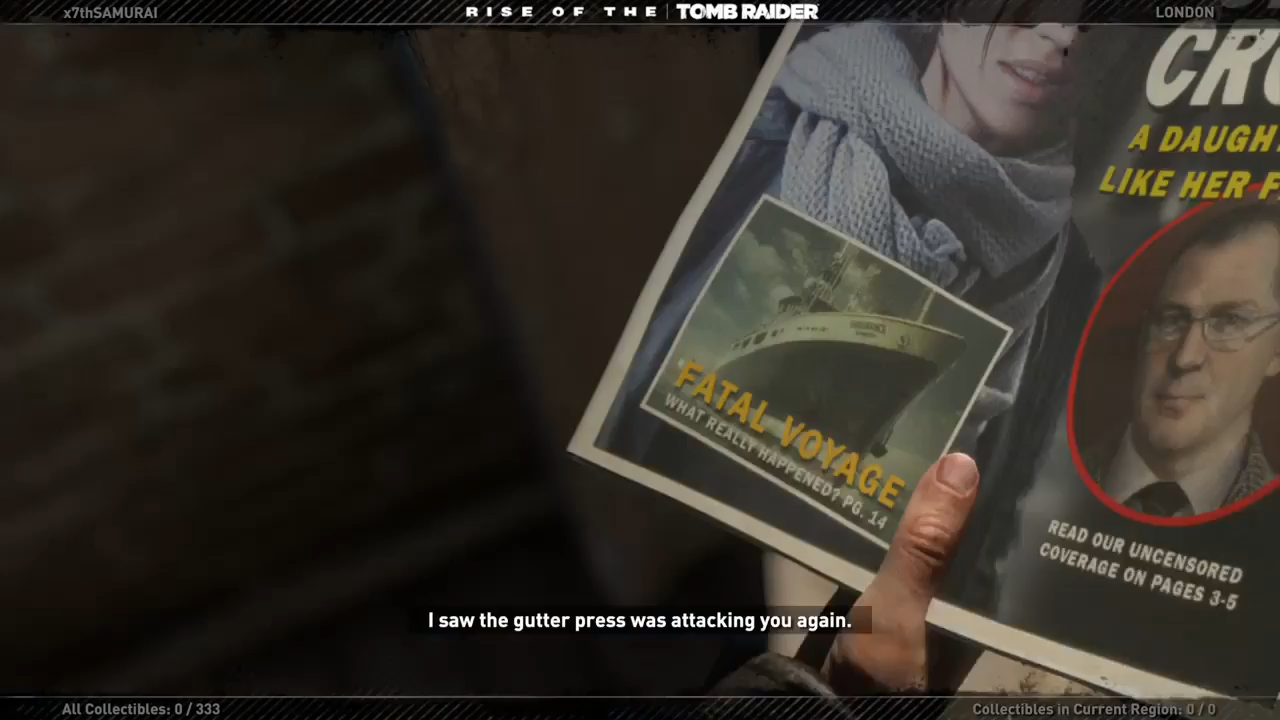 x7thSAMURAI
RISE OF THE TOMB RAIDER
LONDON
CR
A DAUGH
LIKE HER F
FATAL VOYAGE
WHAT REALLY HAPPENED? PG. 14
READ OUR UNCENSORED
COVERAGE ON PAGES 3-5
I saw the gutter press was attacking you again.
All Collectibles: 0 / 333
Collectibles in Current Region: 0 / 0